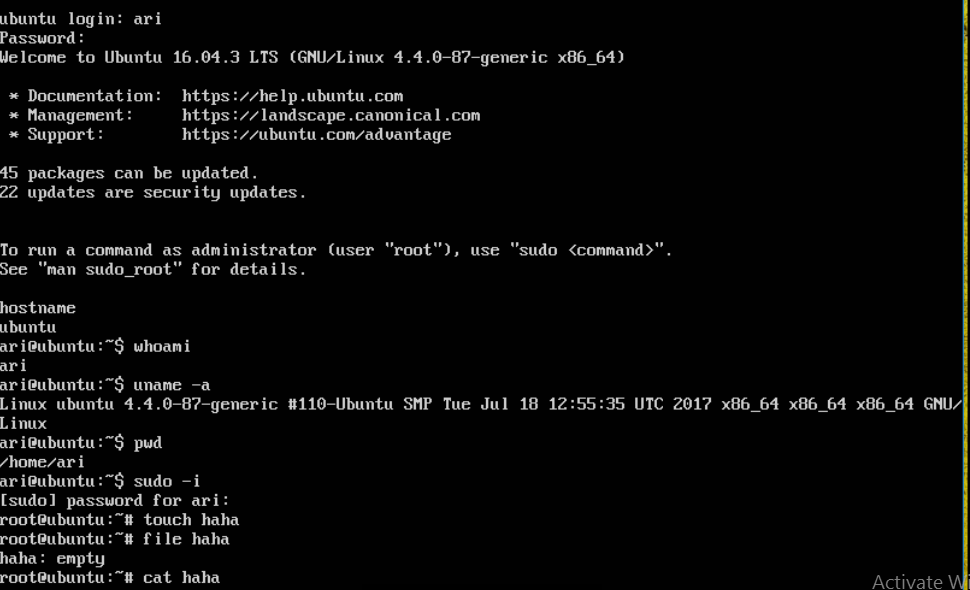 ubuntu login: ari
Password:
Welcome to Ubuntu 16.04.3 LTS (GNU/Linux 4.4.0-87-generic x86_64)
* Documentation: https://help.ubuntu.com
* Management: https://landscape.canonical.com
* Support: https://ubuntu.com/advantage
45 packages can be updated.
22 updates are security updates.
To run a command as administrator (user "root"), use "sudo <command>".
See "man sudo_root" for details.
hostname
ubuntu
ari@ubuntu:~$ whoami
ari
ari@ubuntu:~$ uname -a
Linux ubuntu 4.4.0-87-generic #110-Ubuntu SMP Tue Jul 18 12:55:35 UTC 2017 x86_64 x86_64 x86_64 GNU/
Linux
ari@ubuntu:~$ pwd
/home/ari
ari@ubuntu:~$ sudo -i
[sudo] password for ari:
root@ubuntu:~# touch haha
root@ubuntu:~# file haha
haha: empty
root@ubuntu:~# cat haha
Activate Wi